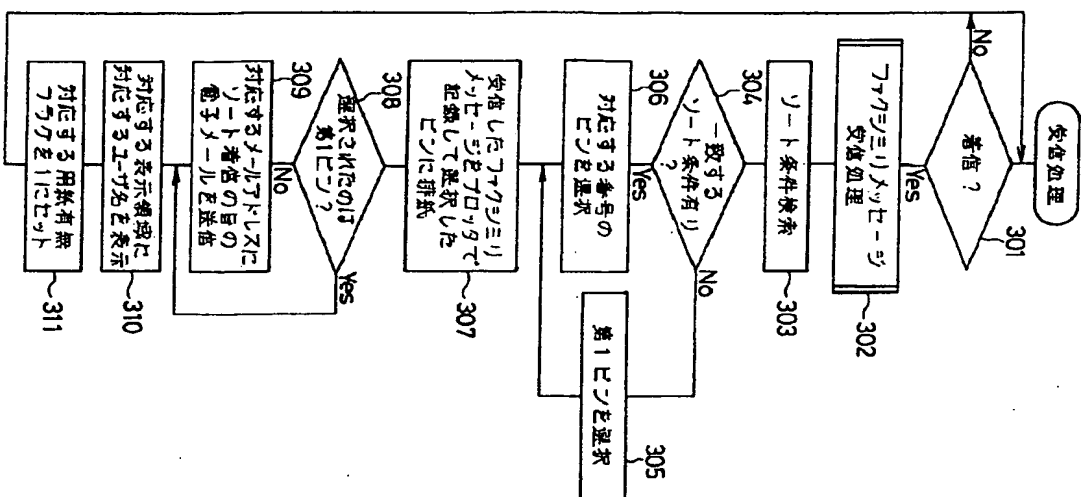 受信処理
着信?
301
No
Yes
ファクシミリメッセージ
受信処理
302
ソート条件検索
303
一致する
ソート条件有り
?
304
No
Yes
第1ビンを選択
305
対応する番号の
ビンを選択
306
受信したファクシミリ
メッセージをプロッタで
記録して選択した
ビンに排紙
307
選択されたのは
第1ビン?
308
Yes
No
対応するメールアドレスに
ソート着信の旨の
電子メールを送信
309
対応する表示領域に
対応するユーザ名を表示
310
対応する用紙有無
フラグを1にセット
311